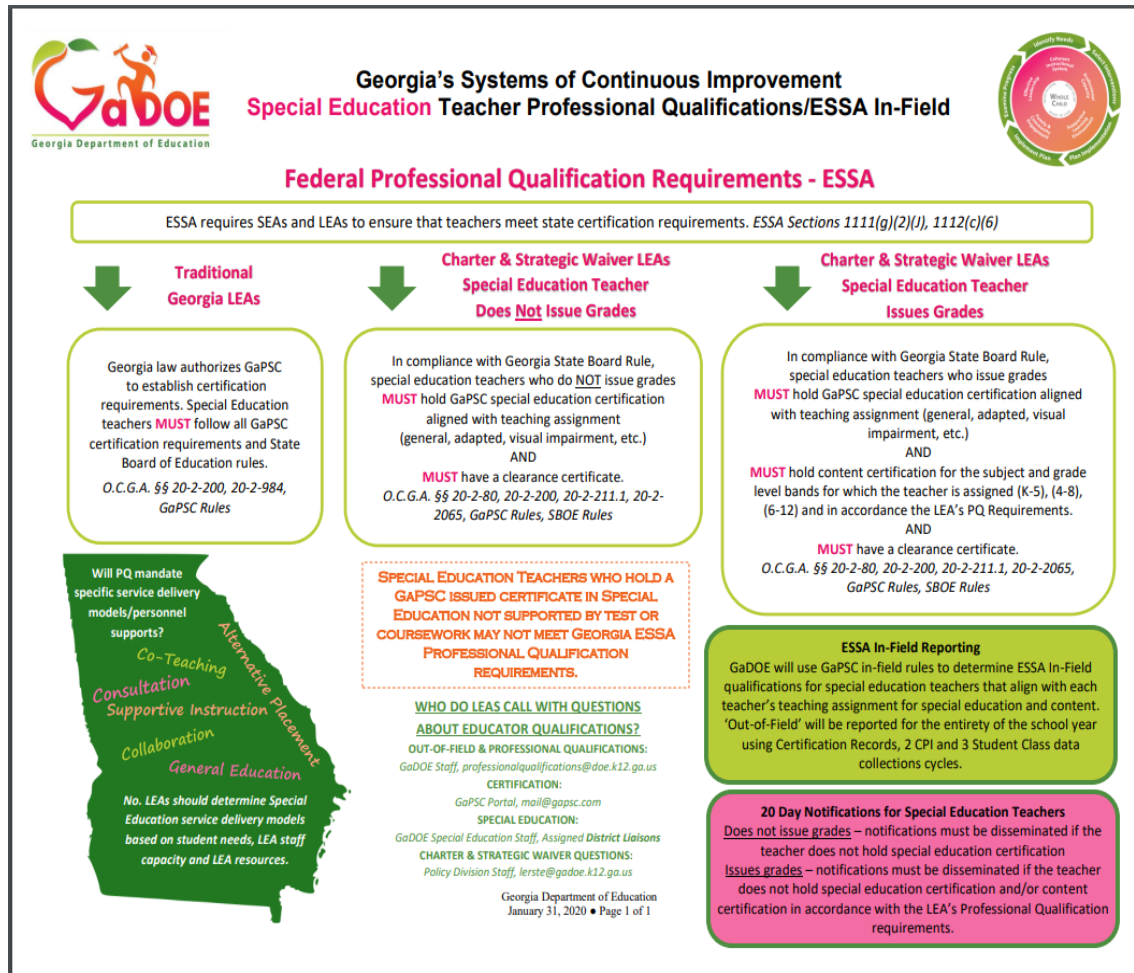 GaDOE
Georgia Department of Education
Georgia's Systems of Continuous Improvement
Special Education Teacher Professional Qualifications/ESSA In-Field
Identify Needs
Select Interventions
Plan Implementation
Implement Plan
Examine Progress
Coherent Instructional System
WHOLE CHILD
Federal Professional Qualification Requirements - ESSA
ESSA requires SEAs and LEAs to ensure that teachers meet state certification requirements. ESSA Sections 1111(g)(2)(J), 1112(c)(6)
Traditional
Georgia LEAs
Georgia law authorizes GaPSC
to establish certification
requirements. Special Education
teachers MUST follow all GaPSC
certification requirements and State
Board of Education rules.
O.C.G.A. §§ 20-2-200, 20-2-984,
GaPSC Rules
Charter & Strategic Waiver LEAs
Special Education Teacher
Does Not Issue Grades
In compliance with Georgia State Board Rule,
special education teachers who do NOT issue grades
MUST hold GaPSC special education certification
aligned with teaching assignment
(general, adapted, visual impairment, etc.)
AND
MUST have a clearance certificate.
O.C.G.A. §§ 20-2-80, 20-2-200, 20-2-211.1, 20-2-
2065, GaPSC Rules, SBOE Rules
Charter & Strategic Waiver LEAs
Special Education Teacher
Issues Grades
In compliance with Georgia State Board Rule,
special education teachers who issue grades
MUST hold GaPSC special education certification aligned
with teaching assignment (general, adapted, visual
impairment, etc.)
AND
MUST hold content certification for the subject and grade
level bands for which the teacher is assigned (K-5), (4-8),
(6-12) and in accordance the LEA's PQ Requirements.
AND
MUST have a clearance certificate.
O.C.G.A. §§ 20-2-80, 20-2-200, 20-2-211.1, 20-2-2065,
GaPSC Rules, SBOE Rules
Will PQ mandate
specific service delivery
models/personnel
supports?
Co-Teaching
Alternative Placement
Consultation
Supportive Instruction
Collaboration
General Education
No. LEAs should determine Special
Education service delivery models
based on student needs, LEA staff
capacity and LEA resources.
Special Education Teachers who hold a
GaPSC issued certificate in Special
Education not supported by test or
coursework may not meet Georgia ESSA
Professional Qualification
requirements.
WHO DO LEAS CALL WITH QUESTIONS
ABOUT EDUCATOR QUALIFICATIONS?
OUT-OF-FIELD & PROFESSIONAL QUALIFICATIONS:
GaDOE Staff, professionalqualifications@doe.k12.ga.us
CERTIFICATION:
GaPSC Portal, mail@gapsc.com
SPECIAL EDUCATION:
GaDOE Special Education Staff, Assigned District Liaisons
CHARTER & STRATEGIC WAIVER QUESTIONS:
Policy Division Staff, lerste@gadoe.k12.ga.us
Georgia Department of Education
January 31, 2020 ● Page 1 of 1
ESSA In-Field Reporting
GaDOE will use GaPSC in-field rules to determine ESSA In-Field
qualifications for special education teachers that align with each
teacher's teaching assignment for special education and content.
'Out-of-Field' will be reported for the entirety of the school year
using Certification Records, 2 CPI and 3 Student Class data
collections cycles.
20 Day Notifications for Special Education Teachers
Does not issue grades – notifications must be disseminated if the
teacher does not hold special education certification
Issues grades – notifications must be disseminated if the teacher
does not hold special education certification and/or content
certification in accordance with the LEA's Professional Qualification
requirements.